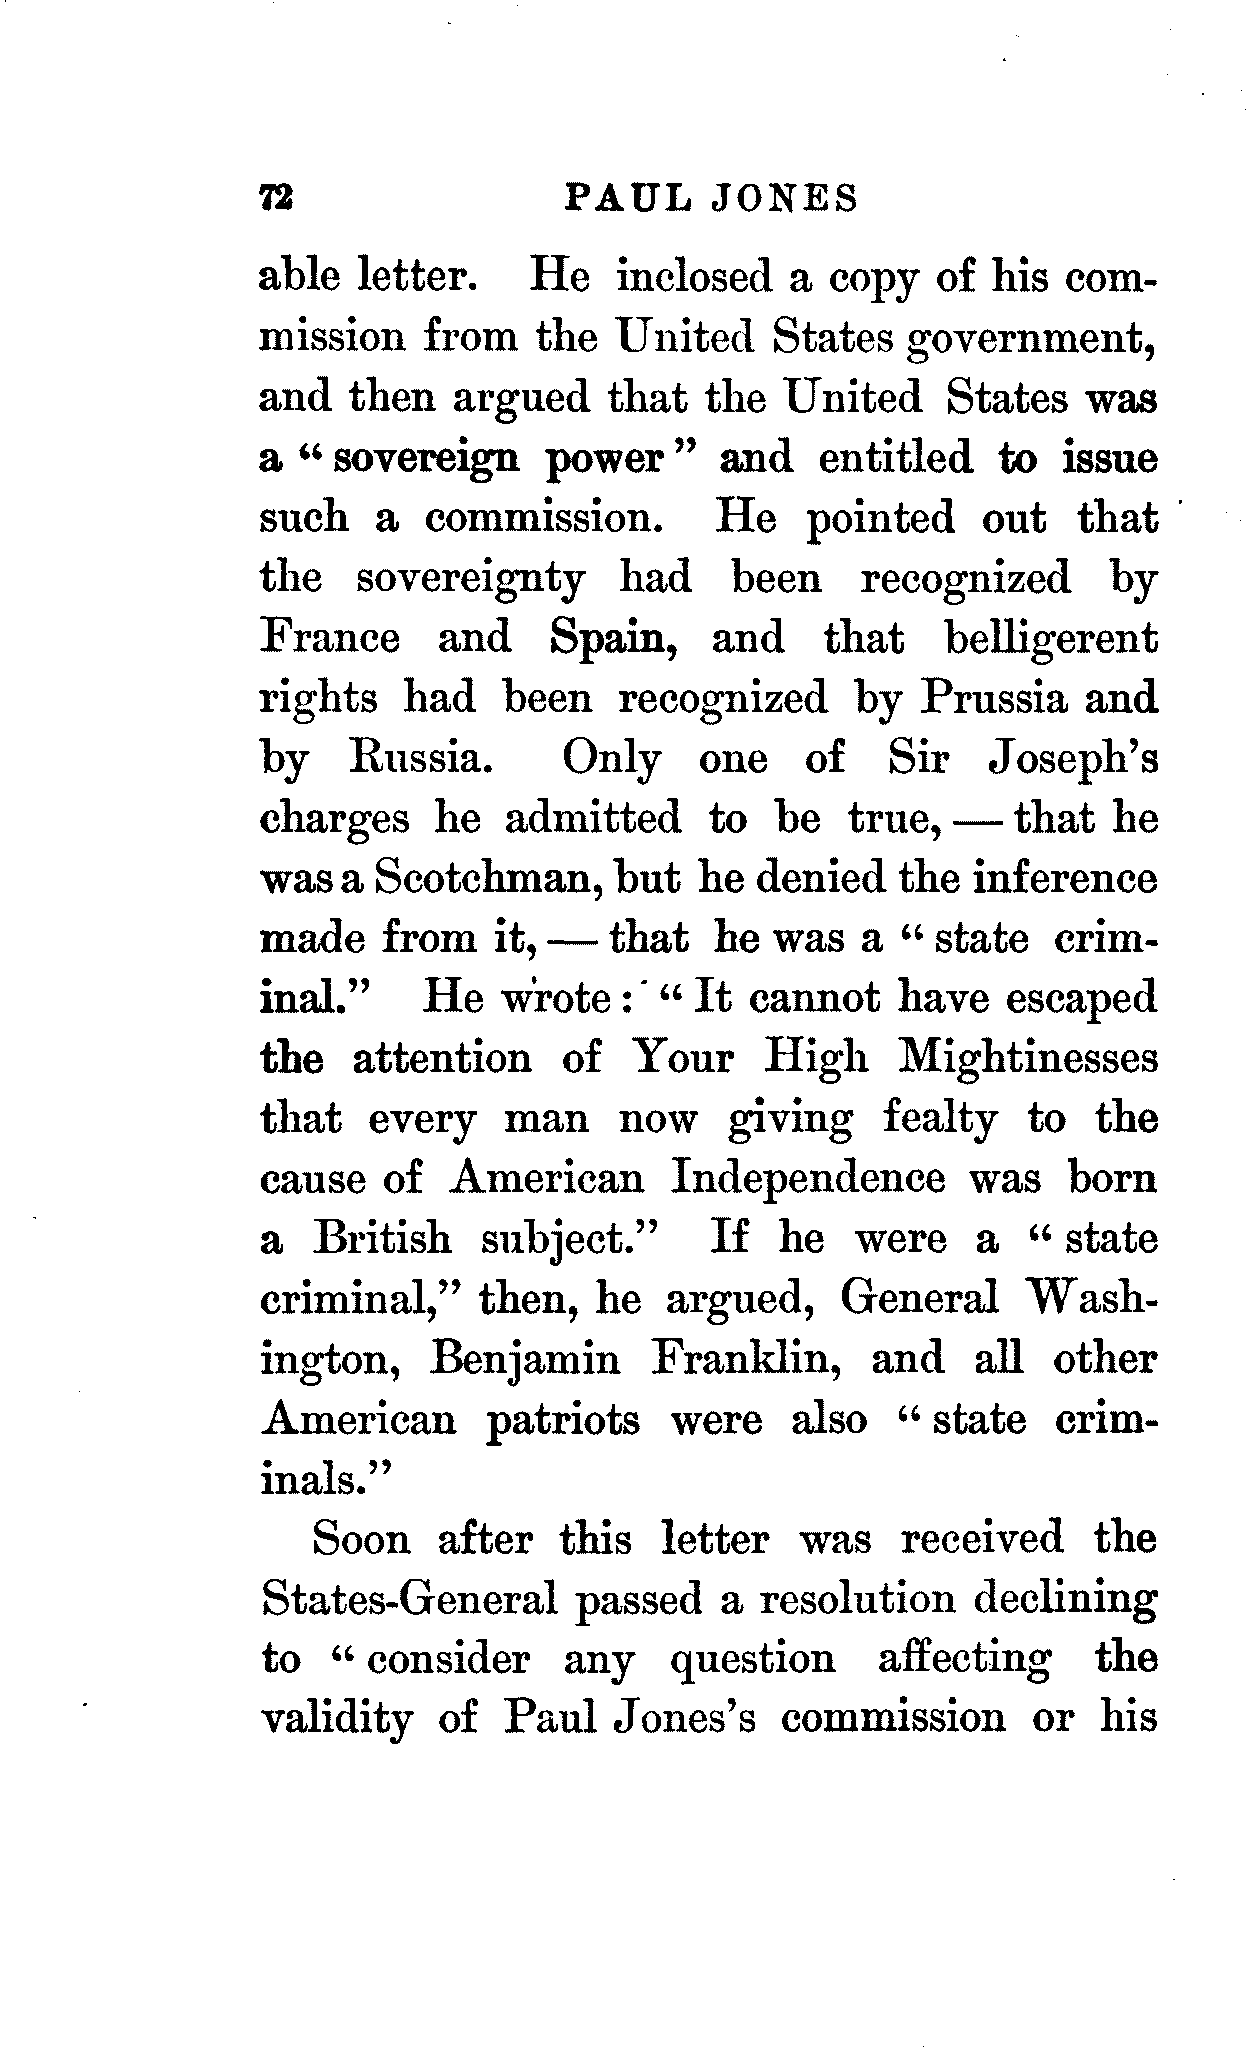 72 PAUL JONES
able letter. He inclosed a copy of his com-
mission from the United States government,
and then argued that the United States was
a “ sovereign power ” and entitled to issue
such a commission. He pointed out that
the sovereignty had been recognized by
France and Spain, and that belligerent
rights had been recognized by Prussia and
by Russia. Only one of Sir Joseph’s
charges he admitted to be true, — that he
was a Scotchman, but he denied the inference
made from it, — that he was a “ state crim-
inal.” He wrote : “ It cannot have escaped
the attention of Your High Mightinesses
that every man now giving fealty to the
cause of American Independence was born
a British subject.” If he were a “ state
criminal,” then, he argued, General Wash-
ington, Benjamin Franklin, and all other
American patriots were also “ state crim-
inals.”
Soon after this letter was received the
States-General passed a resolution declining
to “ consider any question affecting the
validity of Paul Jones’s commission or his